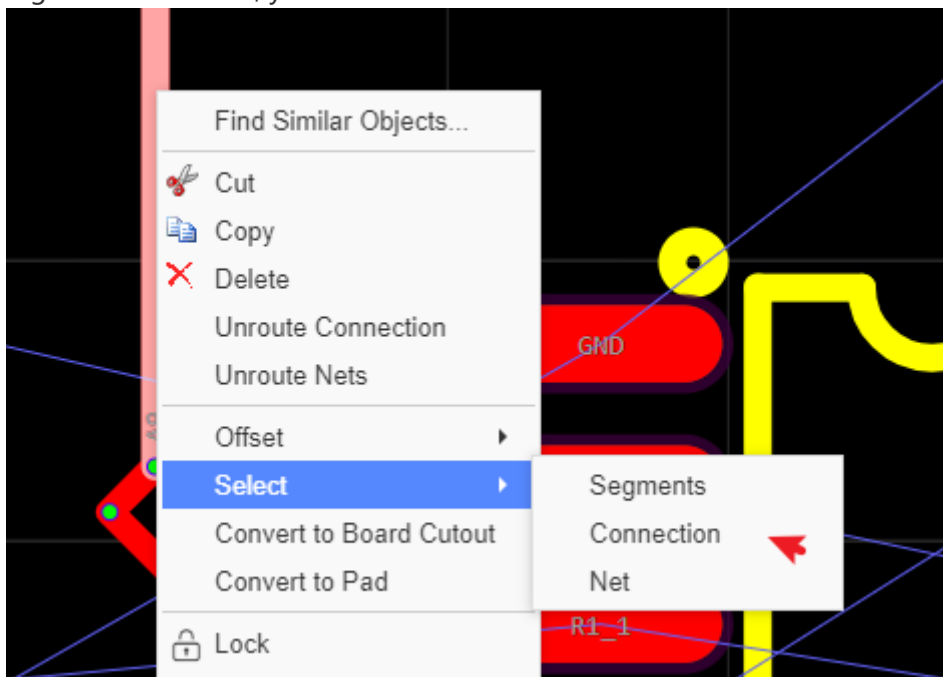 Find Similar Objects...
Cut
Copy
Delete
Unroute Connection
Unroute Nets
Offset
Select
Convert to Board Cutout
Convert to Pad
Lock
Segments
Connection
Net
GND
R1_1